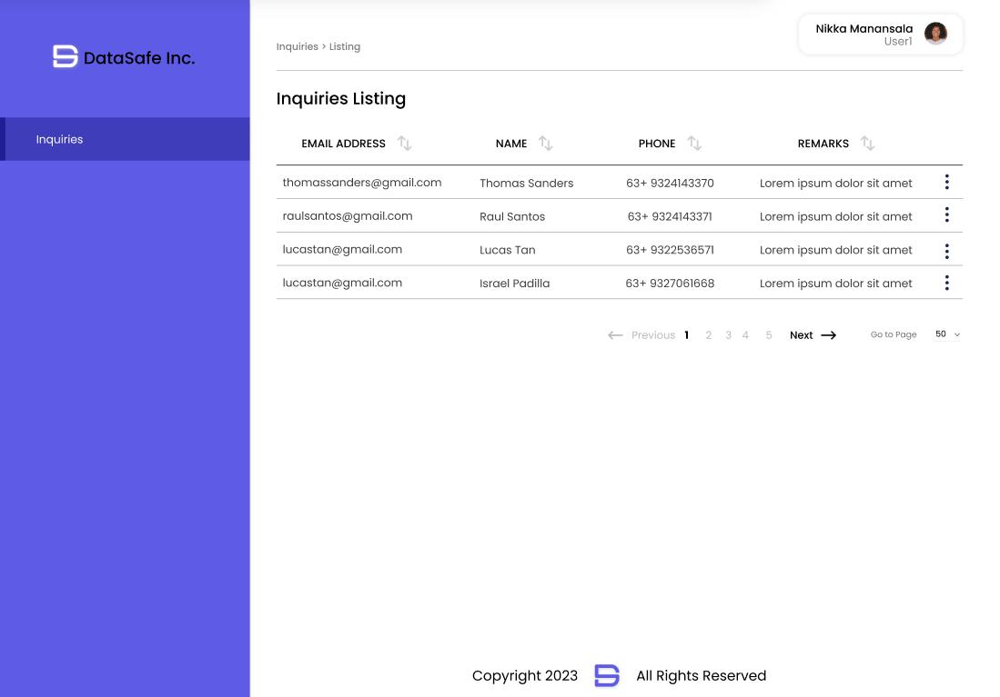 DataSafe Inc.
Inquiries
Inquiries > Listing
Nikka Manansala
User1
Inquiries Listing
EMAIL ADDRESS NAME PHONE REMARKS
thomassanders@gmail.com Thomas Sanders 63+ 9324143370 Lorem ipsum dolor sit amet
raulsantos@gmail.com Raul Santos 63+ 9324143371 Lorem ipsum dolor sit amet
lucastan@gmail.com Lucas Tan 63+ 9322536571 Lorem ipsum dolor sit amet
lucastan@gmail.com Israel Padilla 63+ 9327061668 Lorem ipsum dolor sit amet
Previous 1 2 3 4 5 Next Go to Page 50
Copyright 2023 All Rights Reserved